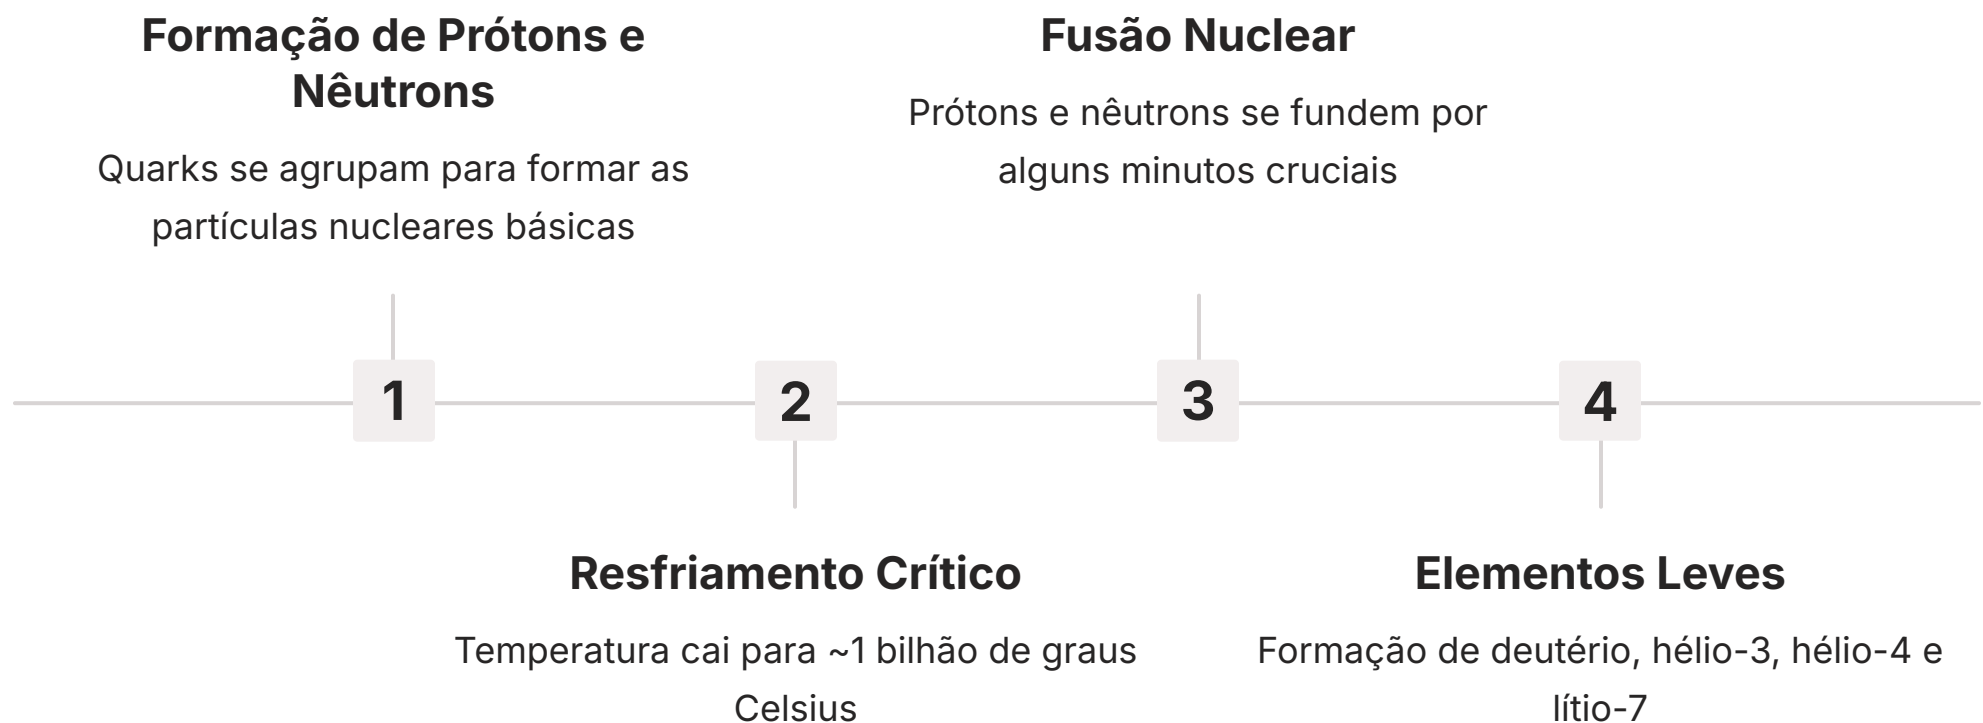 Formação de Prótons e
Nêutrons
Quarks se agrupam para formar as
partículas nucleares básicas
Fusão Nuclear
Prótons e nêutrons se fundem por
alguns minutos cruciais
1
2
3
4
Resfriamento Crítico
Temperatura cai para ~1 bilhão de graus
Celsius
Elementos Leves
Formação de deutério, hélio-3, hélio-4 e
lítio-7